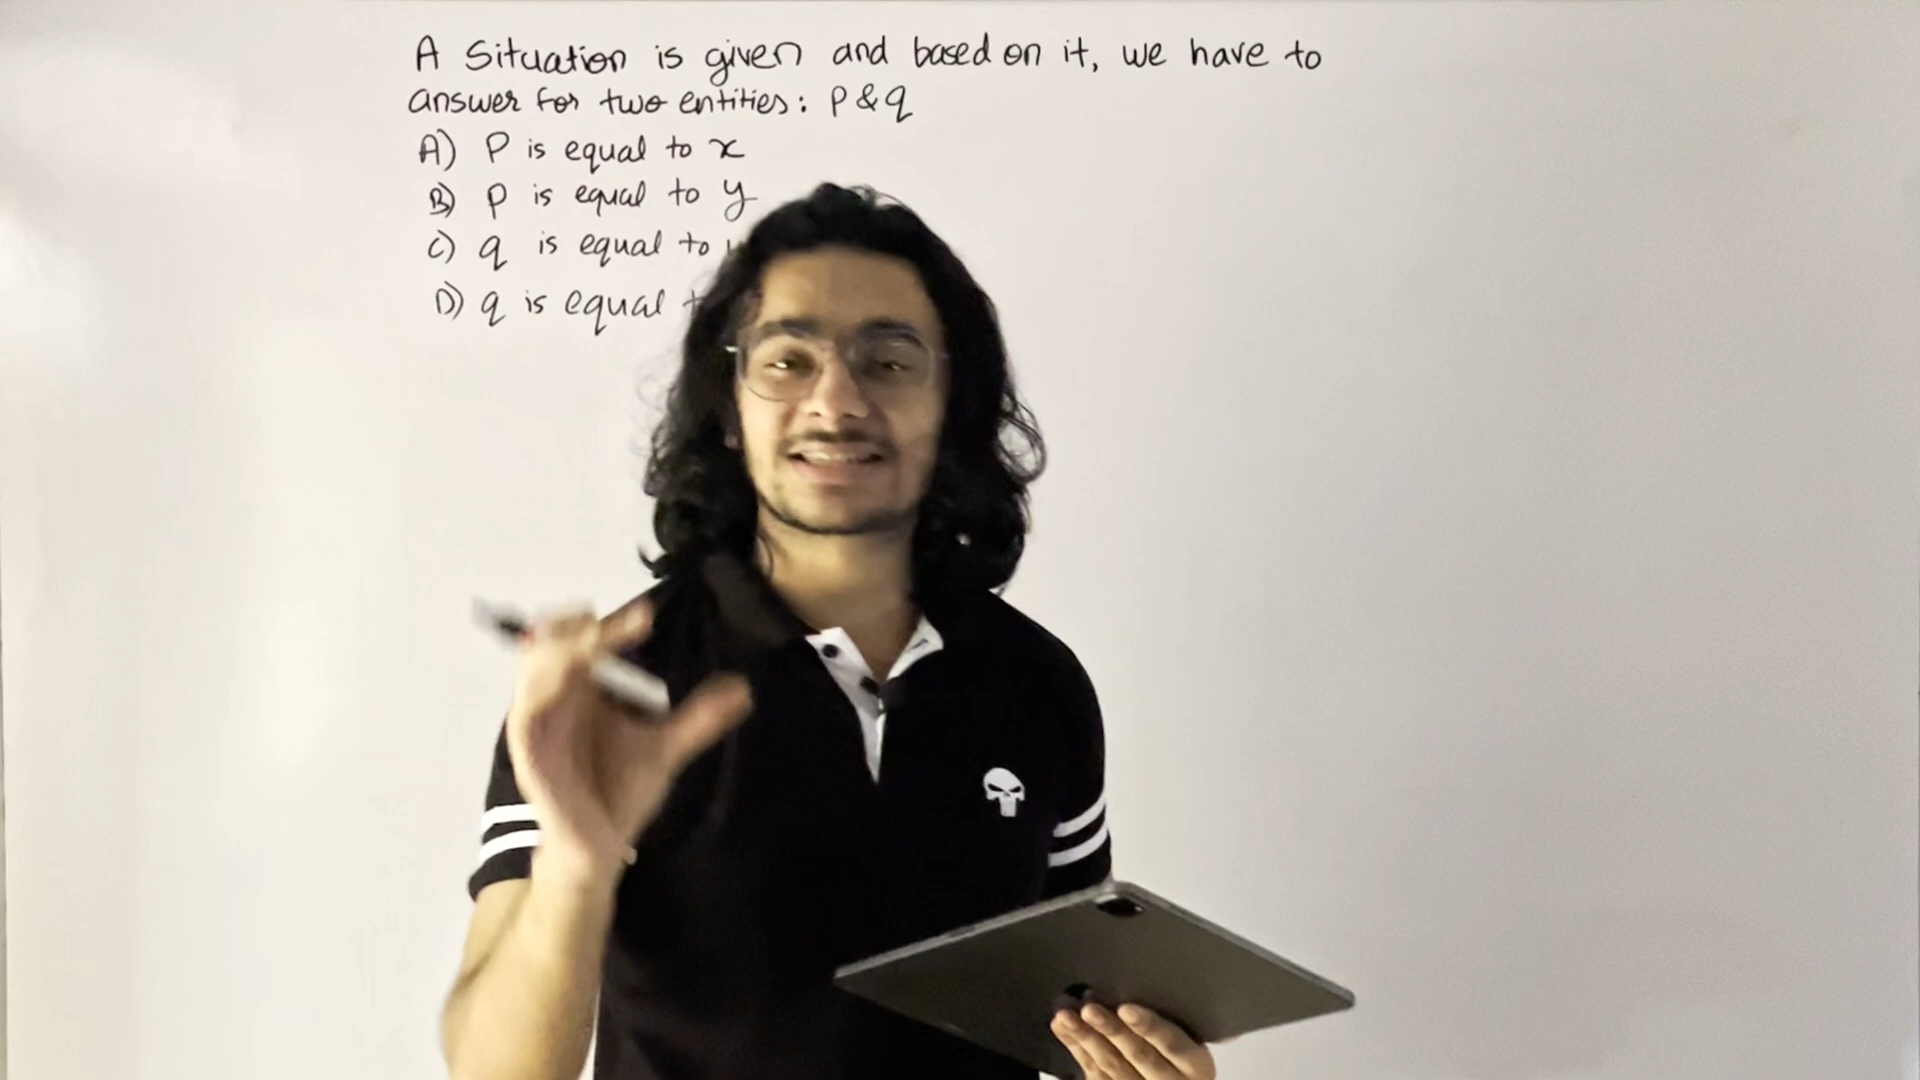 A Situation is given and based on it, we have to
answer for two entities: p & q
A) P is equal to x
B) P is equal to y
C) q is equal to
D) q is equal